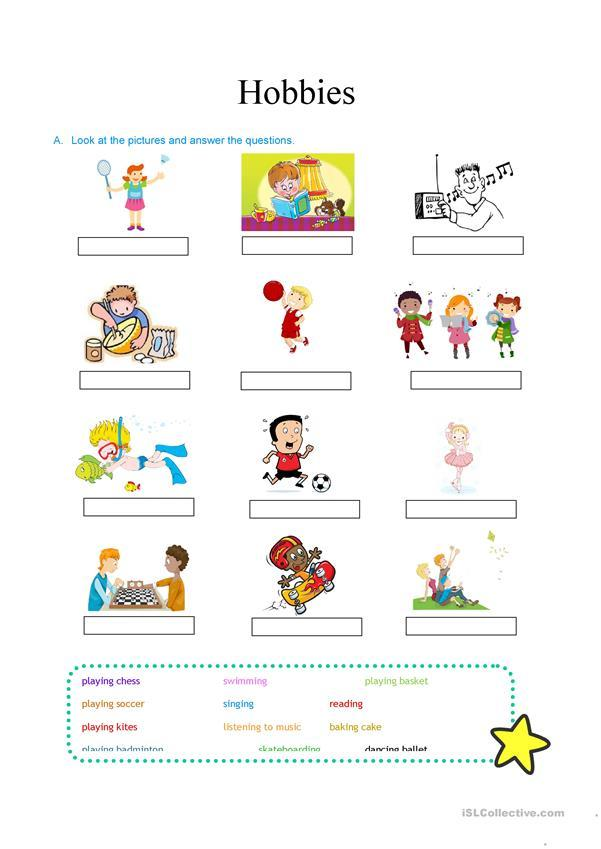 Hobbies
A. Look at the pictures and answer the questions.
playing chess swimming playing basket
playing soccer singing reading
playing kites listening to music baking cake
playing badminton skateboarding dancing ballet
iSLCollective.com